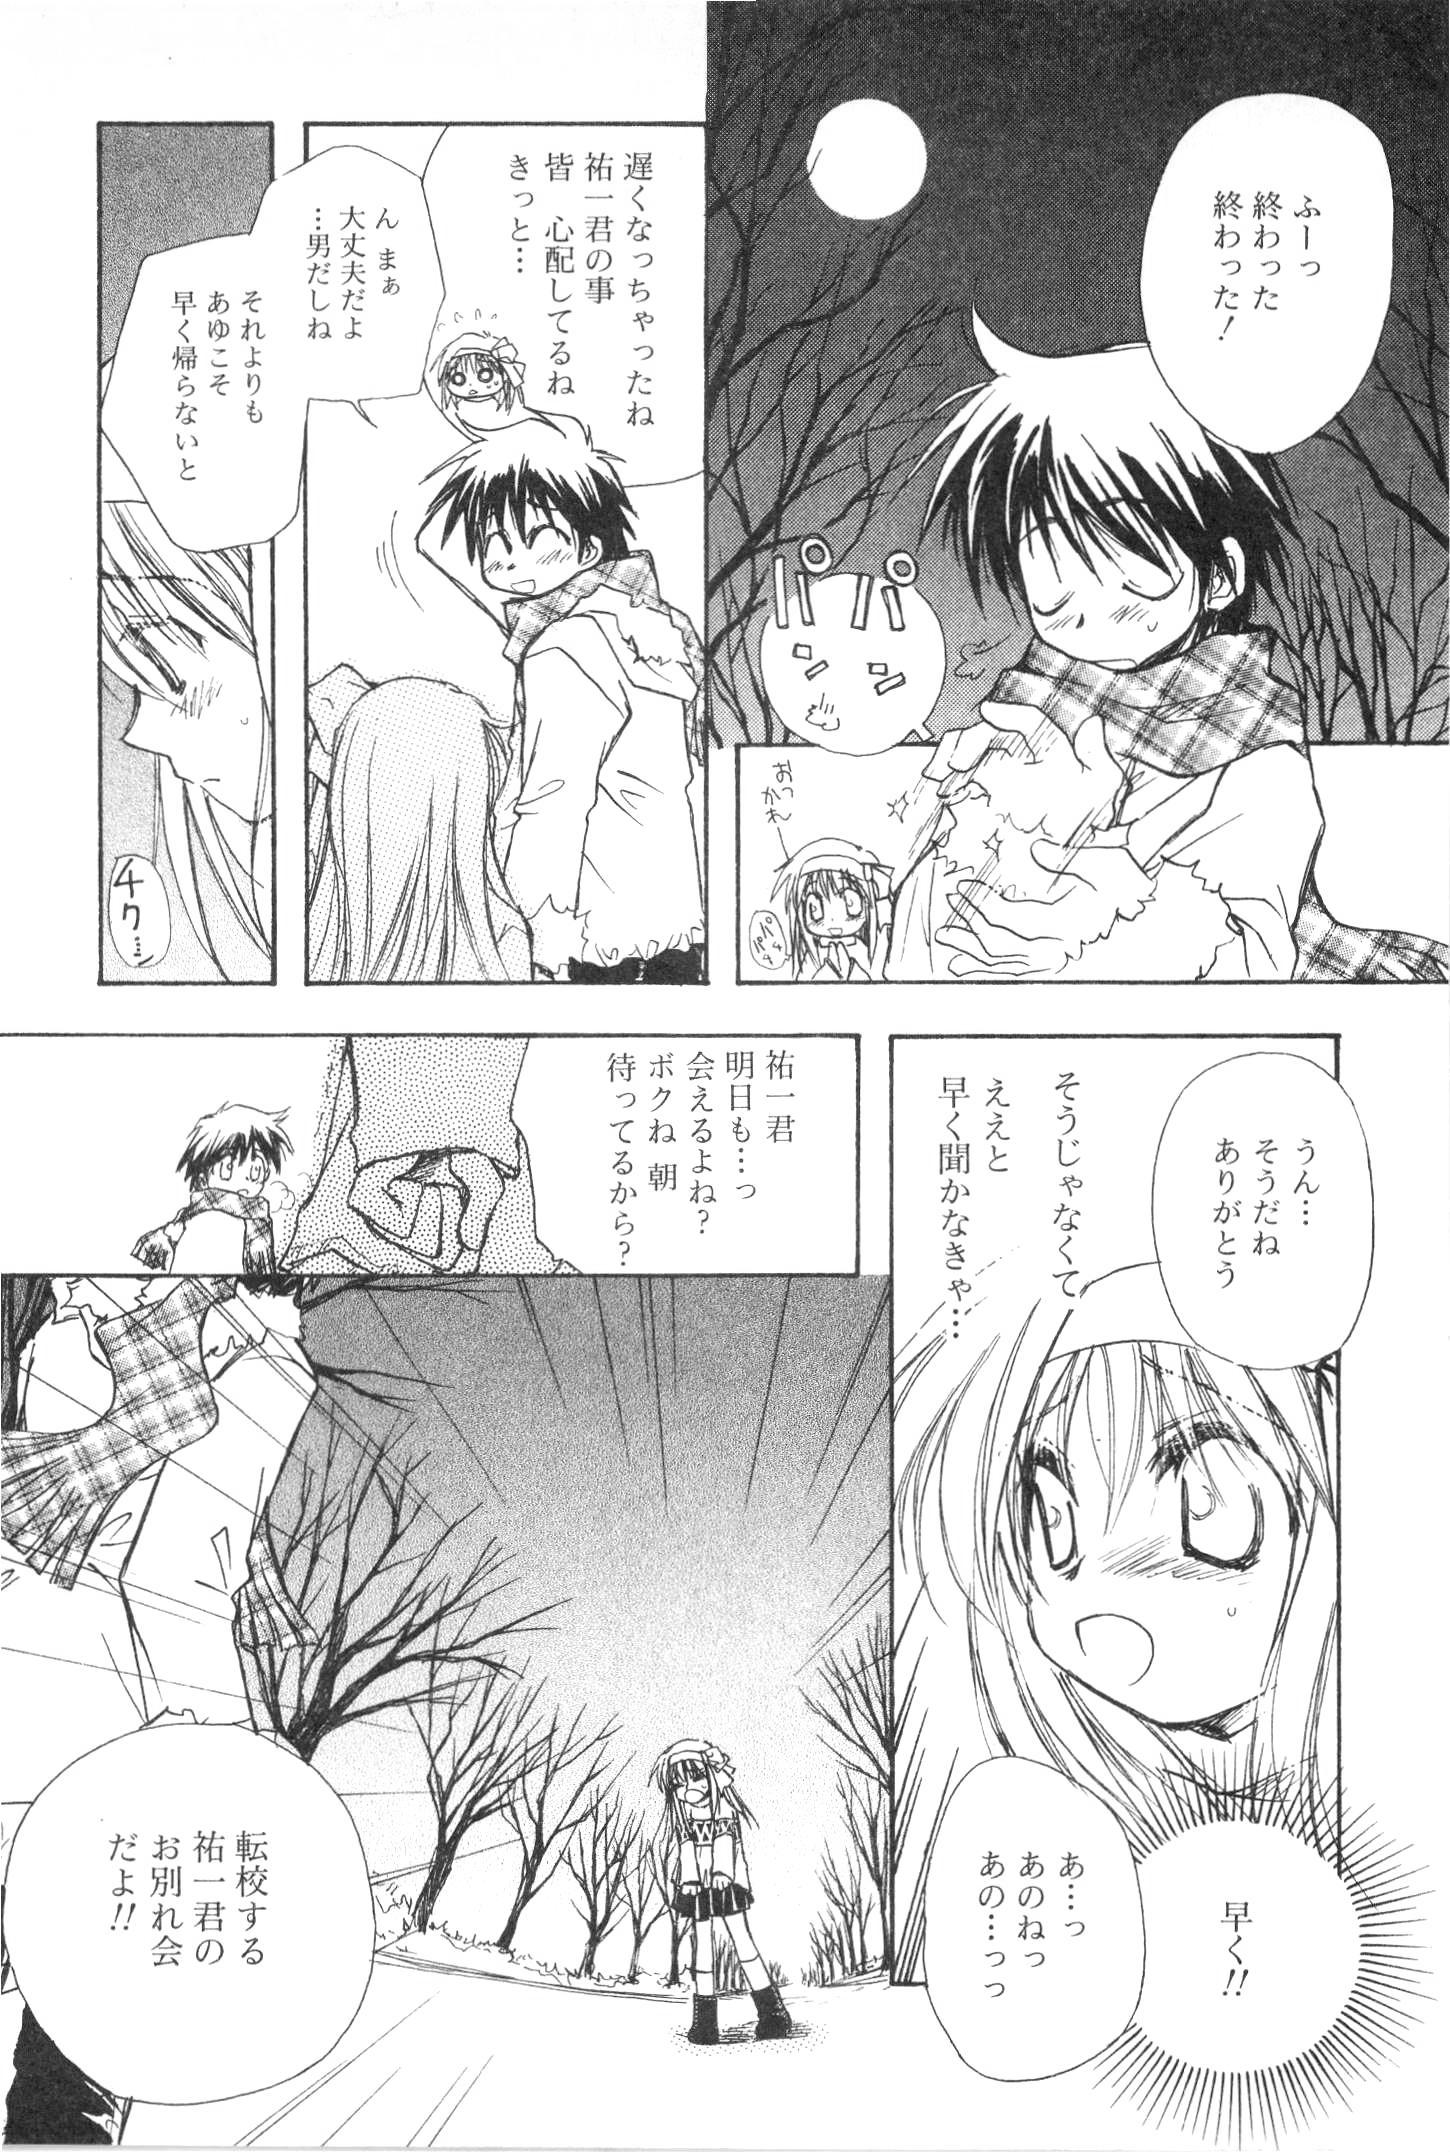 ふーっ
終わった
終わった！
パン
パン
おつかれ
パチ
パチ
遅くなっちゃったね
祐一君の事
皆 心配してるね
きっと…
ん まぁ
大丈夫だよ
…男だしね
それよりも
あゆこそ
早く帰らないと
チク…
うん…
そうだね
ありがとう
そうじゃなくて
ええと
早く聞かなきゃ…
早く!!
あ…っ
あのねっ
あの…っっ
祐一君
明日も…っ
会えるよね？
ボクね 朝
待ってるから？
転校する
祐一君の
お別れ会
だよ!!